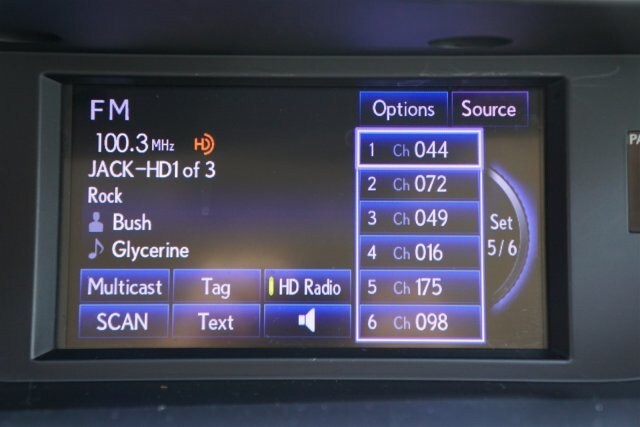 FM
100.3 MHz HD
JACK-HD1 of 3
Rock
Bush
Glycerine
Multicast Tag HD Radio
SCAN Text
Options Source
1 Ch 044
2 Ch 072
3 Ch 049
4 Ch 016
5 Ch 175
6 Ch 098
Set
5/6
PA